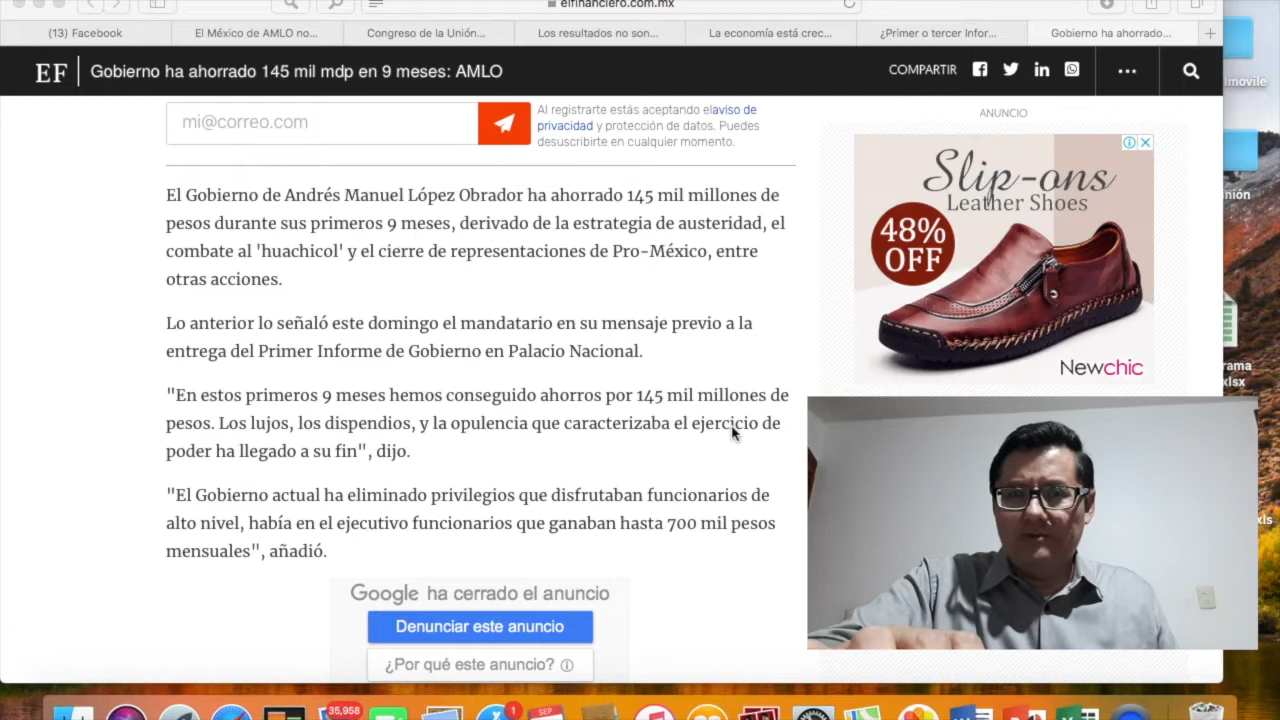 elfinanciero.com.mx
(13) Facebook
El México de AMLO no...
Congreso de la Unión...
Los resultados no son...
La economía está crec...
¿Primer o tercer Infor...
Gobierno ha ahorrado...
EF
Gobierno ha ahorrado 145 mil mdp en 9 meses: AMLO
COMPARTIR
mi@correo.com
Al registrarte estás aceptando elaviso de
privacidad y protección de datos. Puedes
desuscribirte en cualquier momento.
El Gobierno de Andrés Manuel López Obrador ha ahorrado 145 mil millones de
pesos durante sus primeros 9 meses, derivado de la estrategia de austeridad, el
combate al 'huachicol' y el cierre de representaciones de Pro-México, entre
otras acciones.
Lo anterior lo señaló este domingo el mandatario en su mensaje previo a la
entrega del Primer Informe de Gobierno en Palacio Nacional.
"En estos primeros 9 meses hemos conseguido ahorros por 145 mil millones de
pesos. Los lujos, los dispendios, y la opulencia que caracterizaba el ejercicio de
poder ha llegado a su fin", dijo.
"El Gobierno actual ha eliminado privilegios que disfrutaban funcionarios de
alto nivel, había en el ejecutivo funcionarios que ganaban hasta 700 mil pesos
mensuales", añadió.
Google ha cerrado el anuncio
Denunciar este anuncio
¿Por qué este anuncio?
ANUNCIO
Slip-ons
Leather Shoes
48%
OFF
Newchic
35,958
1
SEP